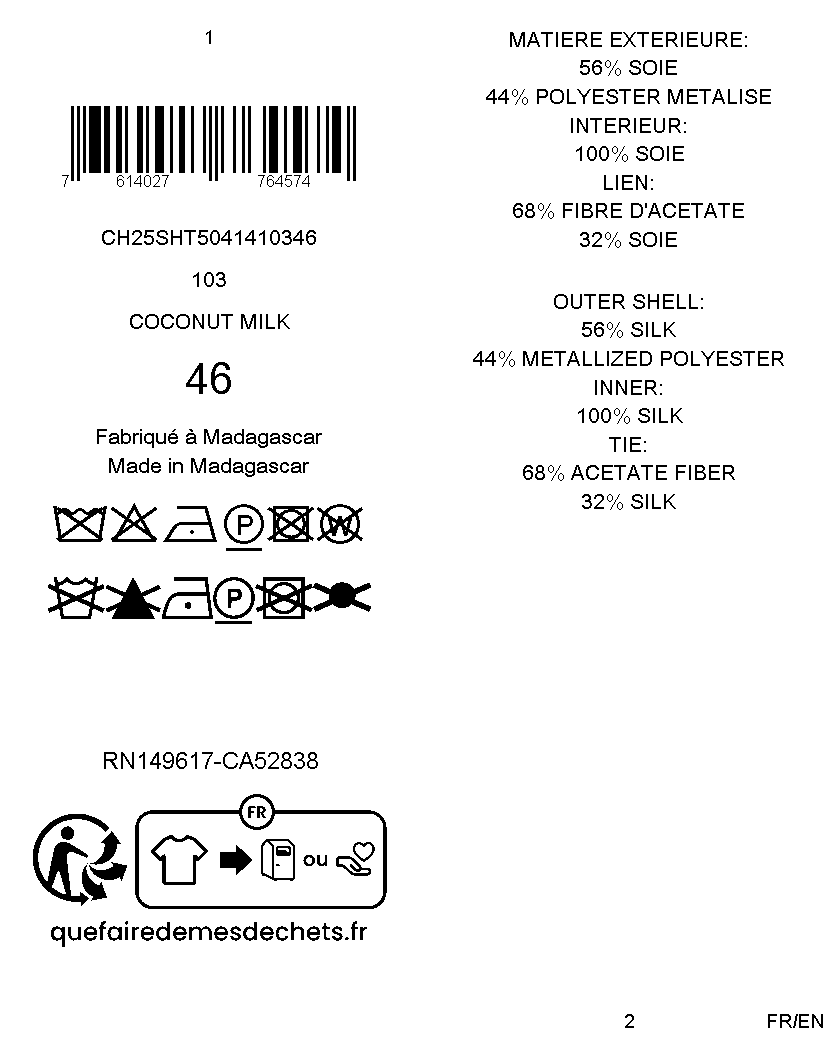 1
7 614027 764574
CH25SHT5041410346
103
COCONUT MILK
46
Fabriqué à Madagascar
Made in Madagascar
P W
P
RN149617-CA52838
FR
ou
quefairedemesdechets.fr
MATIERE EXTERIEURE:
56% SOIE
44% POLYESTER METALISE
INTERIEUR:
100% SOIE
LIEN:
68% FIBRE D'ACETATE
32% SOIE
OUTER SHELL:
56% SILK
44% METALLIZED POLYESTER
INNER:
100% SILK
TIE:
68% ACETATE FIBER
32% SILK
2
FR/EN